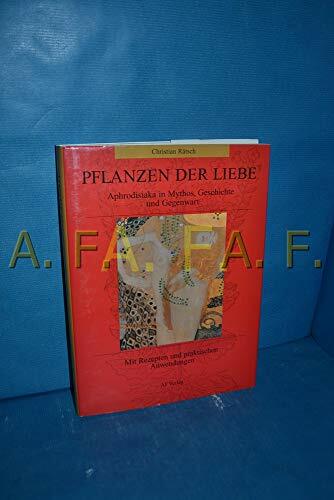 Christian Rätsch
PFLANZEN DER LIEBE
Aphrodisiaka in Mythos, Geschichte
und Gegenwart
A. F. A. F. A. F.
Mit Rezepten und praktischen
Anwendungen
AT Verlag